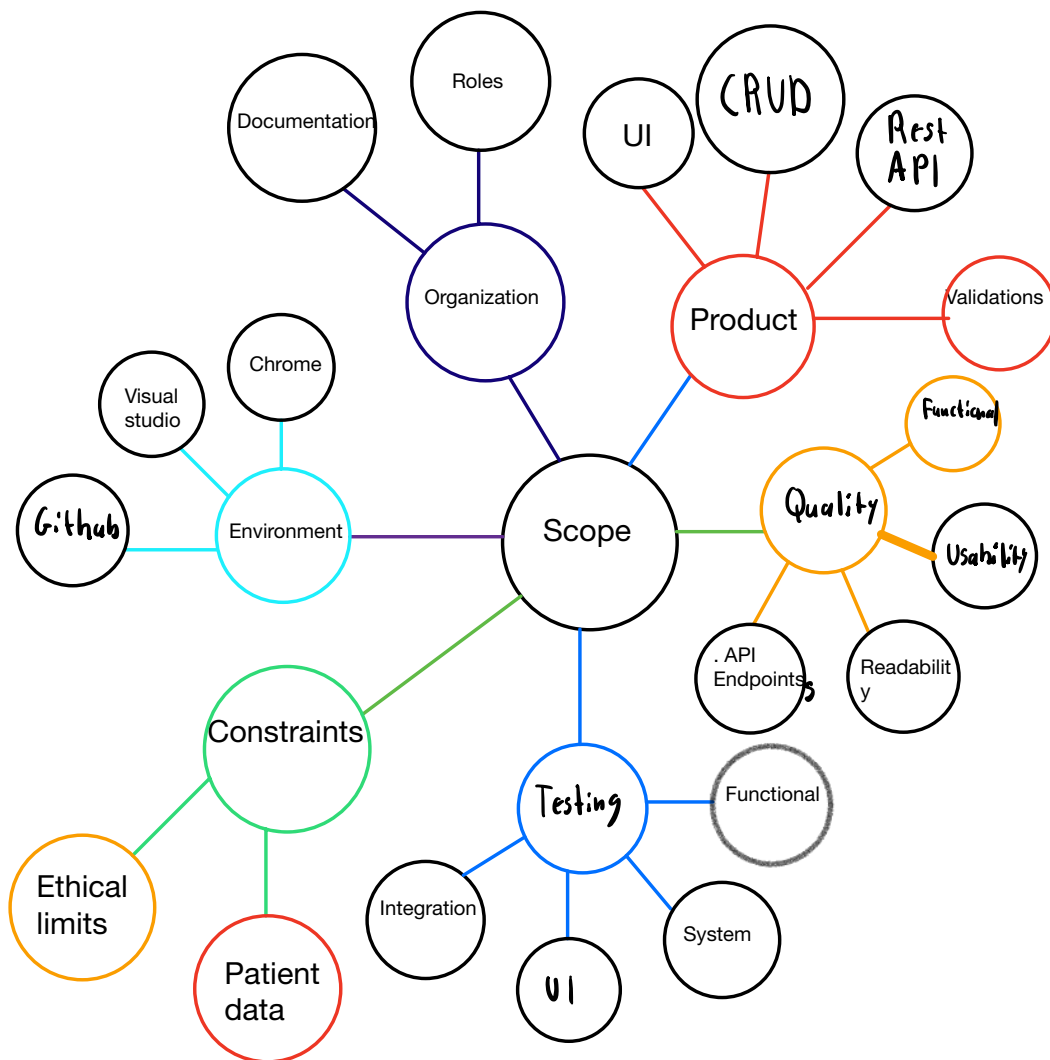 Roles
Documentation
CRUD
UI
Rest
API
Organization
Product
Validations
Chrome
Visual
studio
Github
Environment
Scope
Functional
Quality
Usability
. API
Endpoints
Readabilit
y
Constraints
Ethical
limits
Patient
data
Testing
Functional
Integration
System
UI